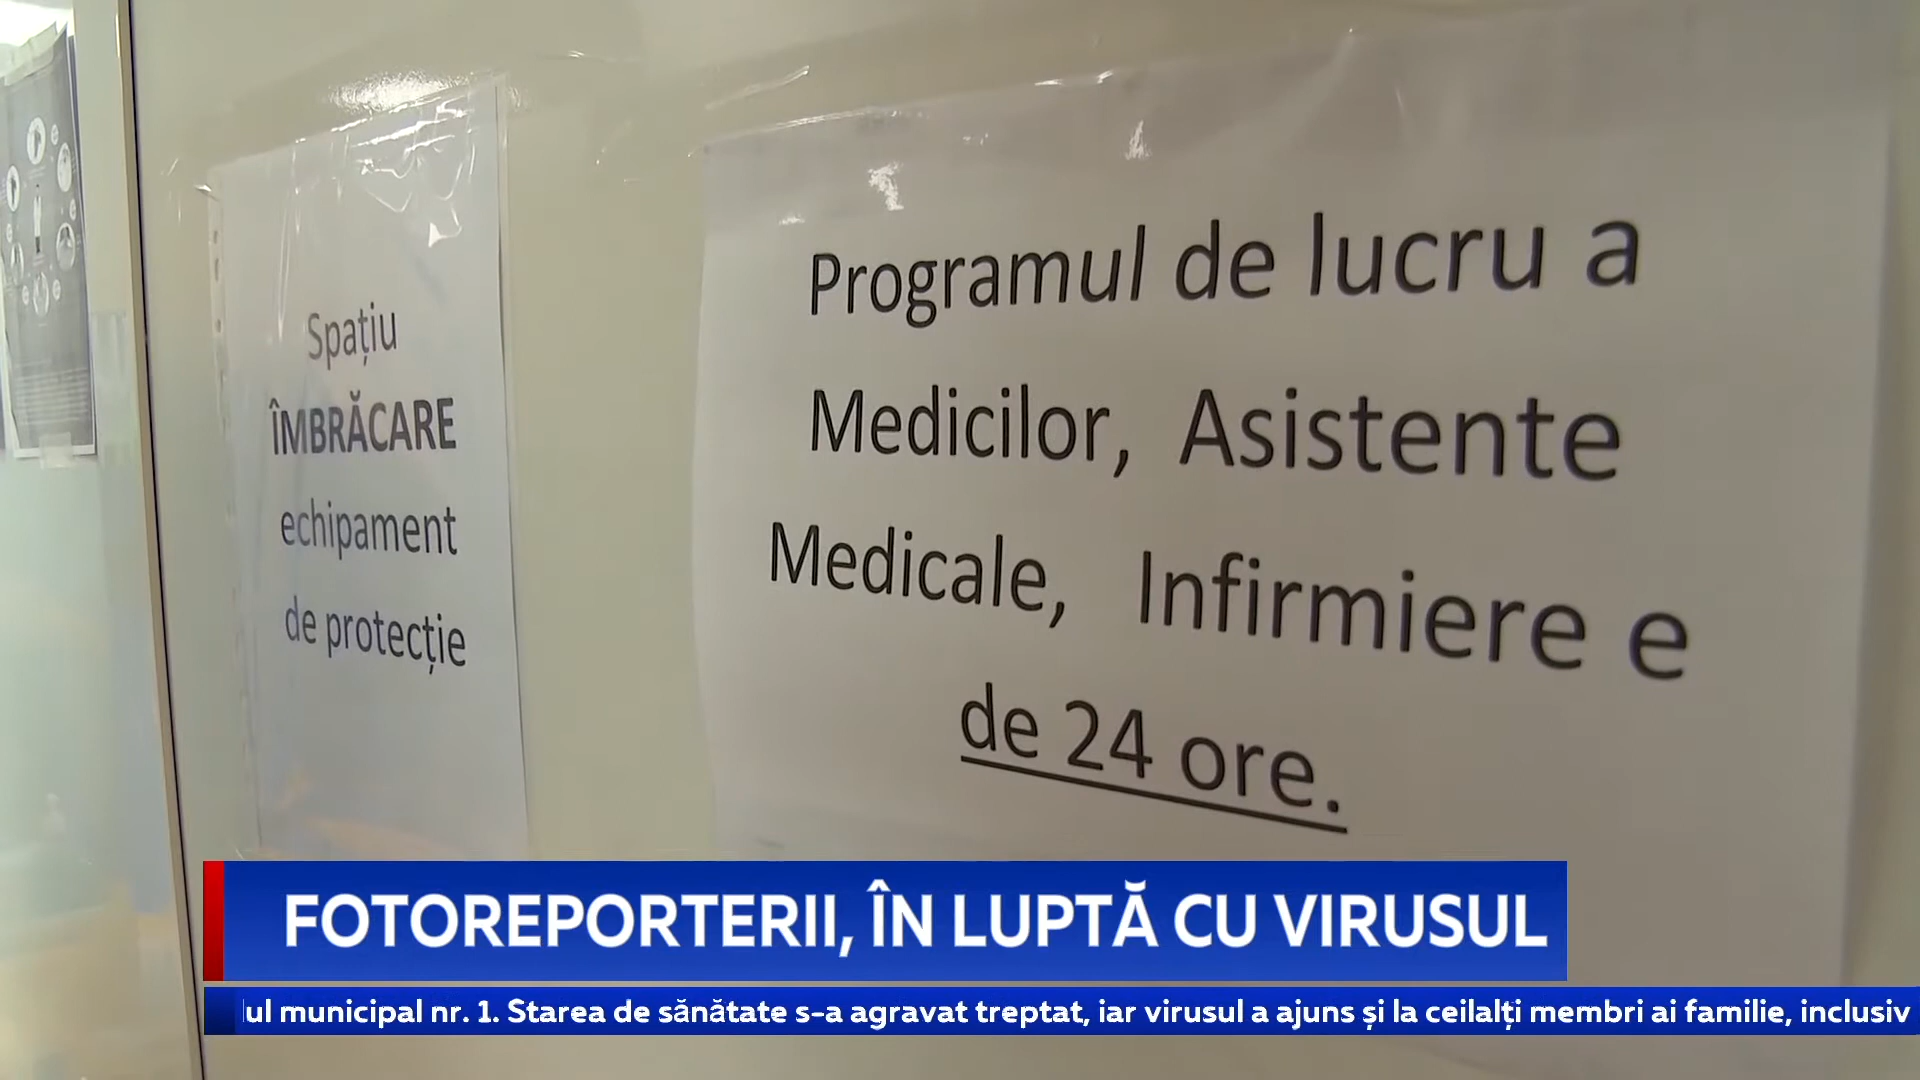 Spațiu
ÎMBRĂCARE
echipament
de protecție
Programul de lucru a
Medicilor, Asistente
Medicale, Infirmiere e
de 24 ore.
FOTOREPORTERII, ÎN LUPTĂ CU VIRUSUL
municipal nr. 1. Starea de sănătate s-a agravat treptat, iar virusul a ajuns și la ceilalți membri ai familie, inclusiv